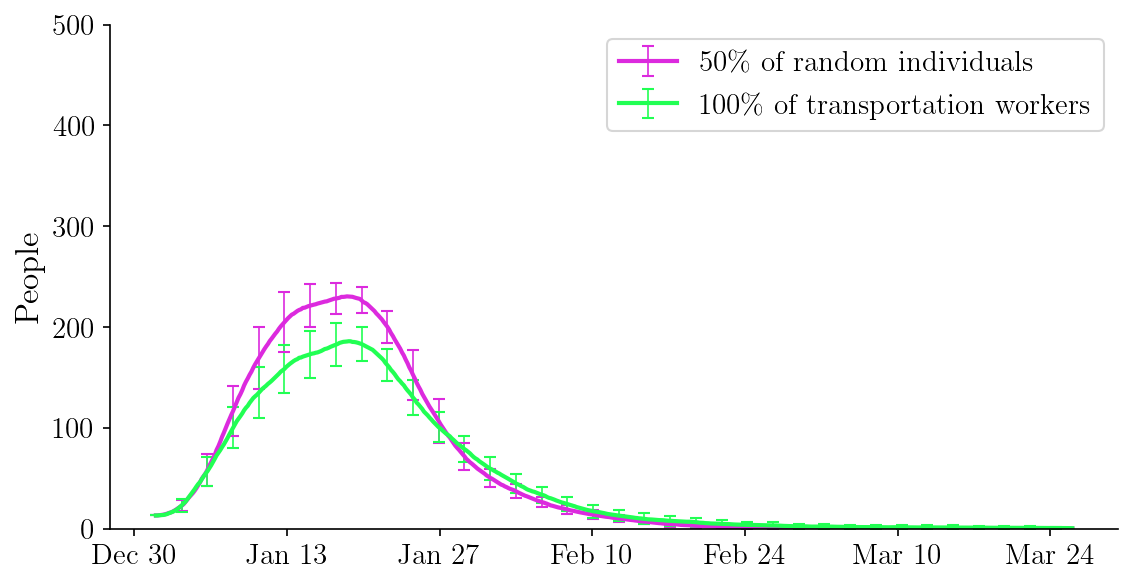 500
400
300
200
100
0
People
50% of random individuals
100% of transportation workers
Dec 30 Jan 13 Jan 27 Feb 10 Feb 24 Mar 10 Mar 24